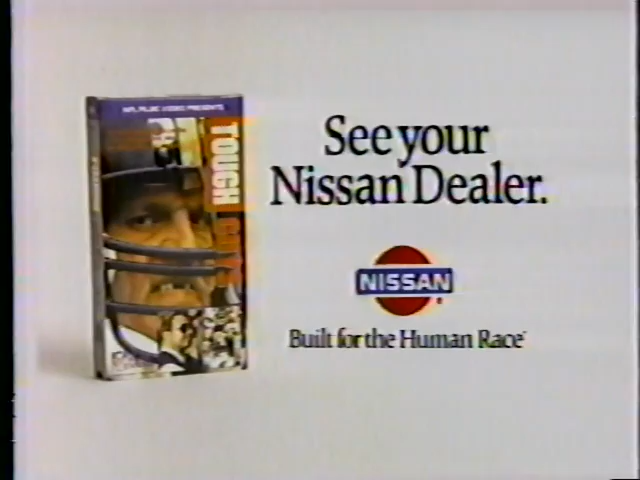 NFL FILMS VIDEO PRESENTS
TOUGH
See your
Nissan Dealer.
NISSAN
Built for the Human Race